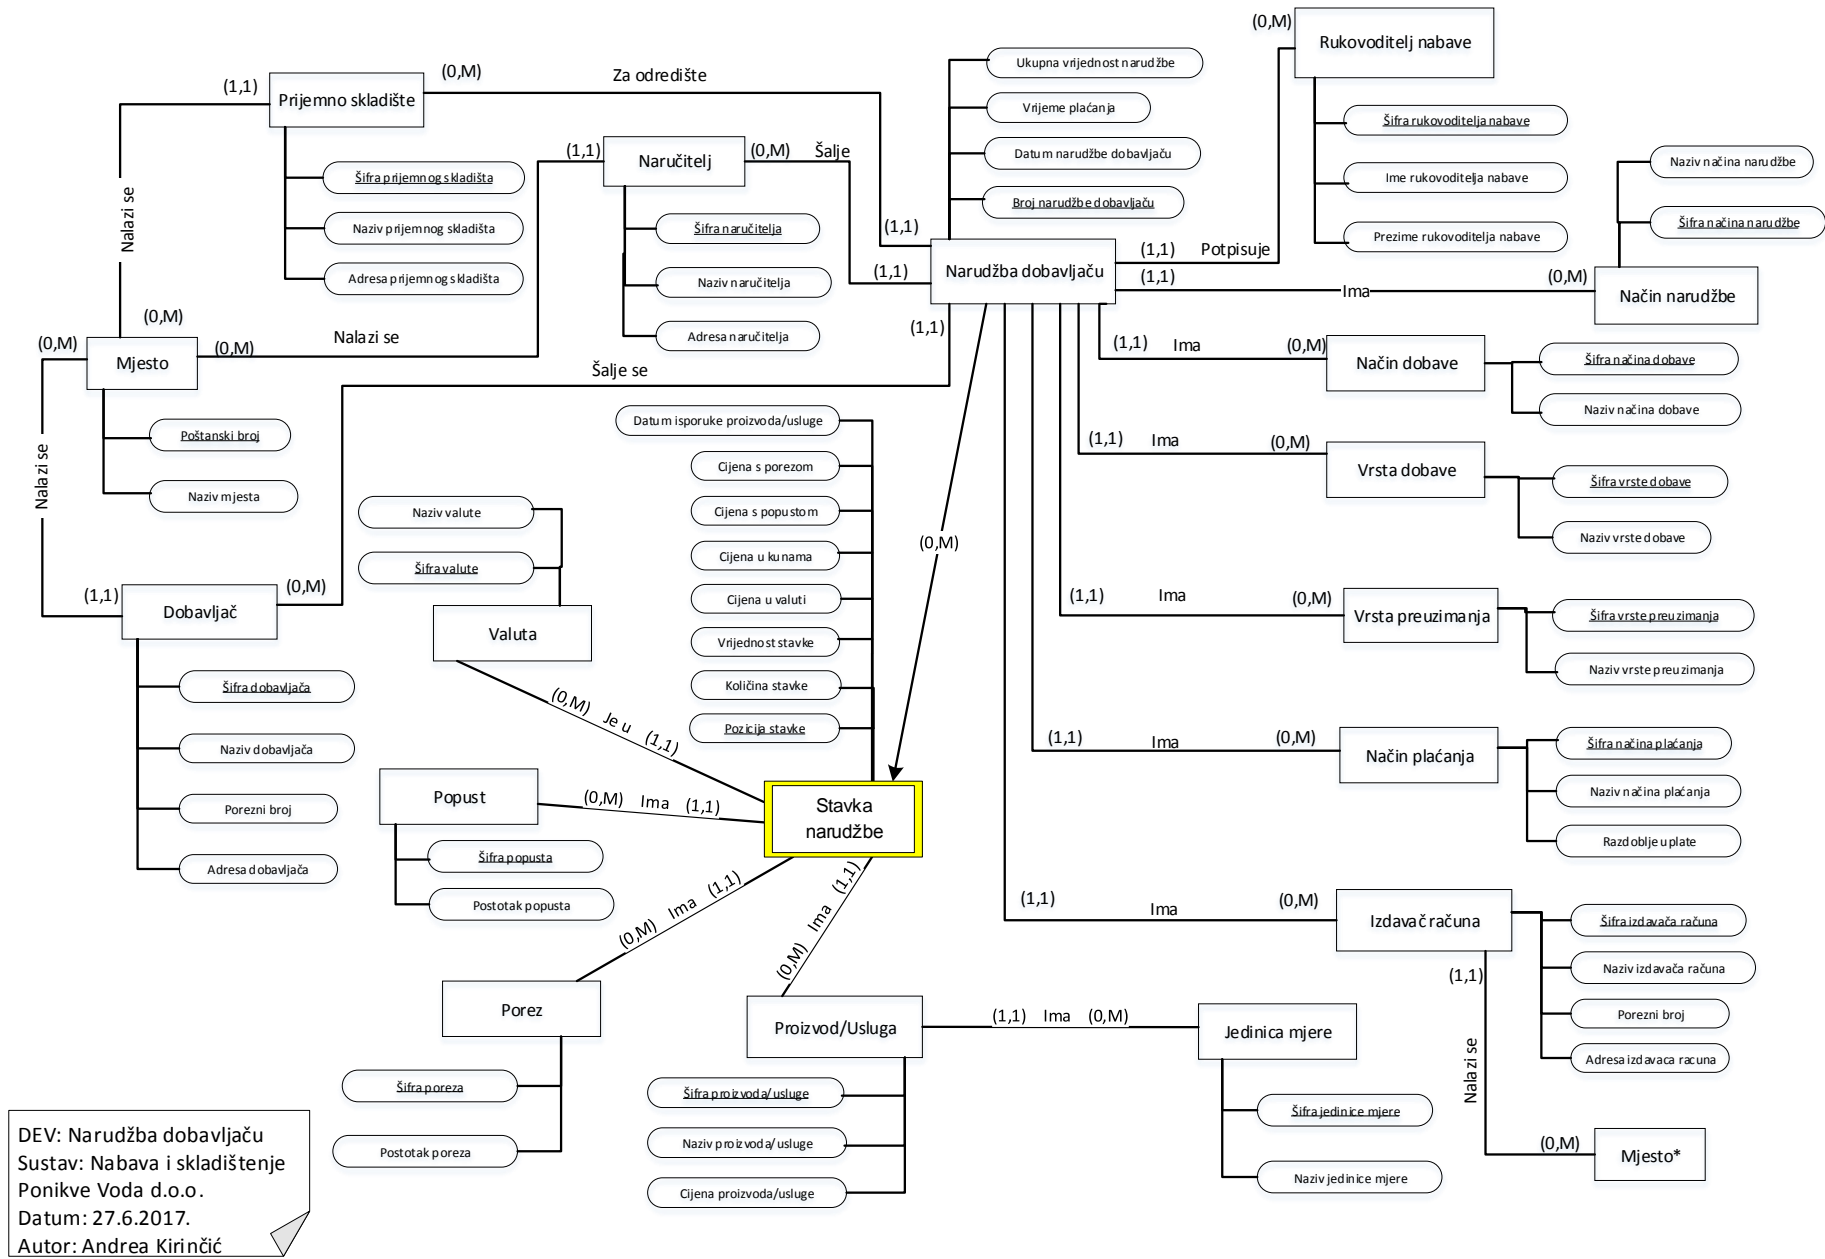 (0,M)
Rukovoditelj nabave
Ukupna vrijednost narudžbe
(0,M)
Za odredište
(1,1)
Prijemno skladište
Vrijeme plaćanja
Šifra rukovoditelja nabave
(1,1)
Naručitelj
(0,M)
Šalje
Datum narudžbe dobavljaču
Naziv načina narudžbe
Šifra prijemnog skladišta
Ime rukovoditelja nabave
Broj narudžbe dobavljaču
Nalazi se
Naziv prijemnog skladišta
Šifra naručitelja
(1,1)
Prezime rukovoditelja nabave
Šifra načina narudžbe
Adresa prijemnog skladišta
Naziv naručitelja
(1,1)
Narudžba dobavljaču
(1,1)
Potpisuje
(1,1)
Ima
(0,M)
Način narudžbe
(0,M)
Adresa naručitelja
(1,1)
(0,M)
Mjesto
(0,M)
Nalazi se
(1,1)
Ima
(0,M)
Način dobave
Šifra načina dobave
Šalje se
Naziv načina dobave
Poštanski broj
Datum isporuke proizvoda/usluge
(1,1)
Ima
(0,M)
Vrsta dobave
Nalazi se
Cijena s porezom
Šifra vrste dobave
Naziv mjesta
Naziv valute
Cijena s popustom
Naziv vrste dobave
(0,M)
Šifra valute
Cijena u kunama
(1,1)
Dobavljač
(0,M)
Cijena u valuti
(1,1)
Ima
(0,M)
Vrsta preuzimanja
Šifra vrste preuzimanja
Valuta
Vrijednost stavke
Naziv vrste preuzimanja
Šifra dobavljača
Količina stavke
(0,M)
Je u
(1,1)
Pozicija stavke
Naziv dobavljača
(1,1)
Ima
(0,M)
Način plaćanja
Šifra načina plaćanja
Popust
(0,M)
Ima
(1,1)
Stavka
narudžbe
Naziv načina plaćanja
Porezni broj
Razdoblje uplate
Šifra popusta
Adresa dobavljača
(1,1)
Ima
(0,M)
(1,1)
Ima
(0,M)
Postotak popusta
(1,1)
Ima
(0,M)
Izdavač računa
Šifra izdavača računa
Naziv izdavača računa
(1,1)
Porez
Proizvod/Usluga
(1,1)
Ima
(0,M)
Jedinica mjere
Porezni broj
Adresa izdavaca racuna
Nalazi se
Šifra poreza
Šifra proizvoda/usluge
Šifra jedinice mjere
Postotak poreza
Naziv proizvoda/usluge
(0,M)
Mjesto*
Naziv jedinice mjere
Cijena proizvoda/usluge
DEV: Narudžba dobavljaču
Sustav: Nabava i skladištenje
Ponikve Voda d.o.o.
Datum: 27.6.2017.
Autor: Andrea Kirinčić